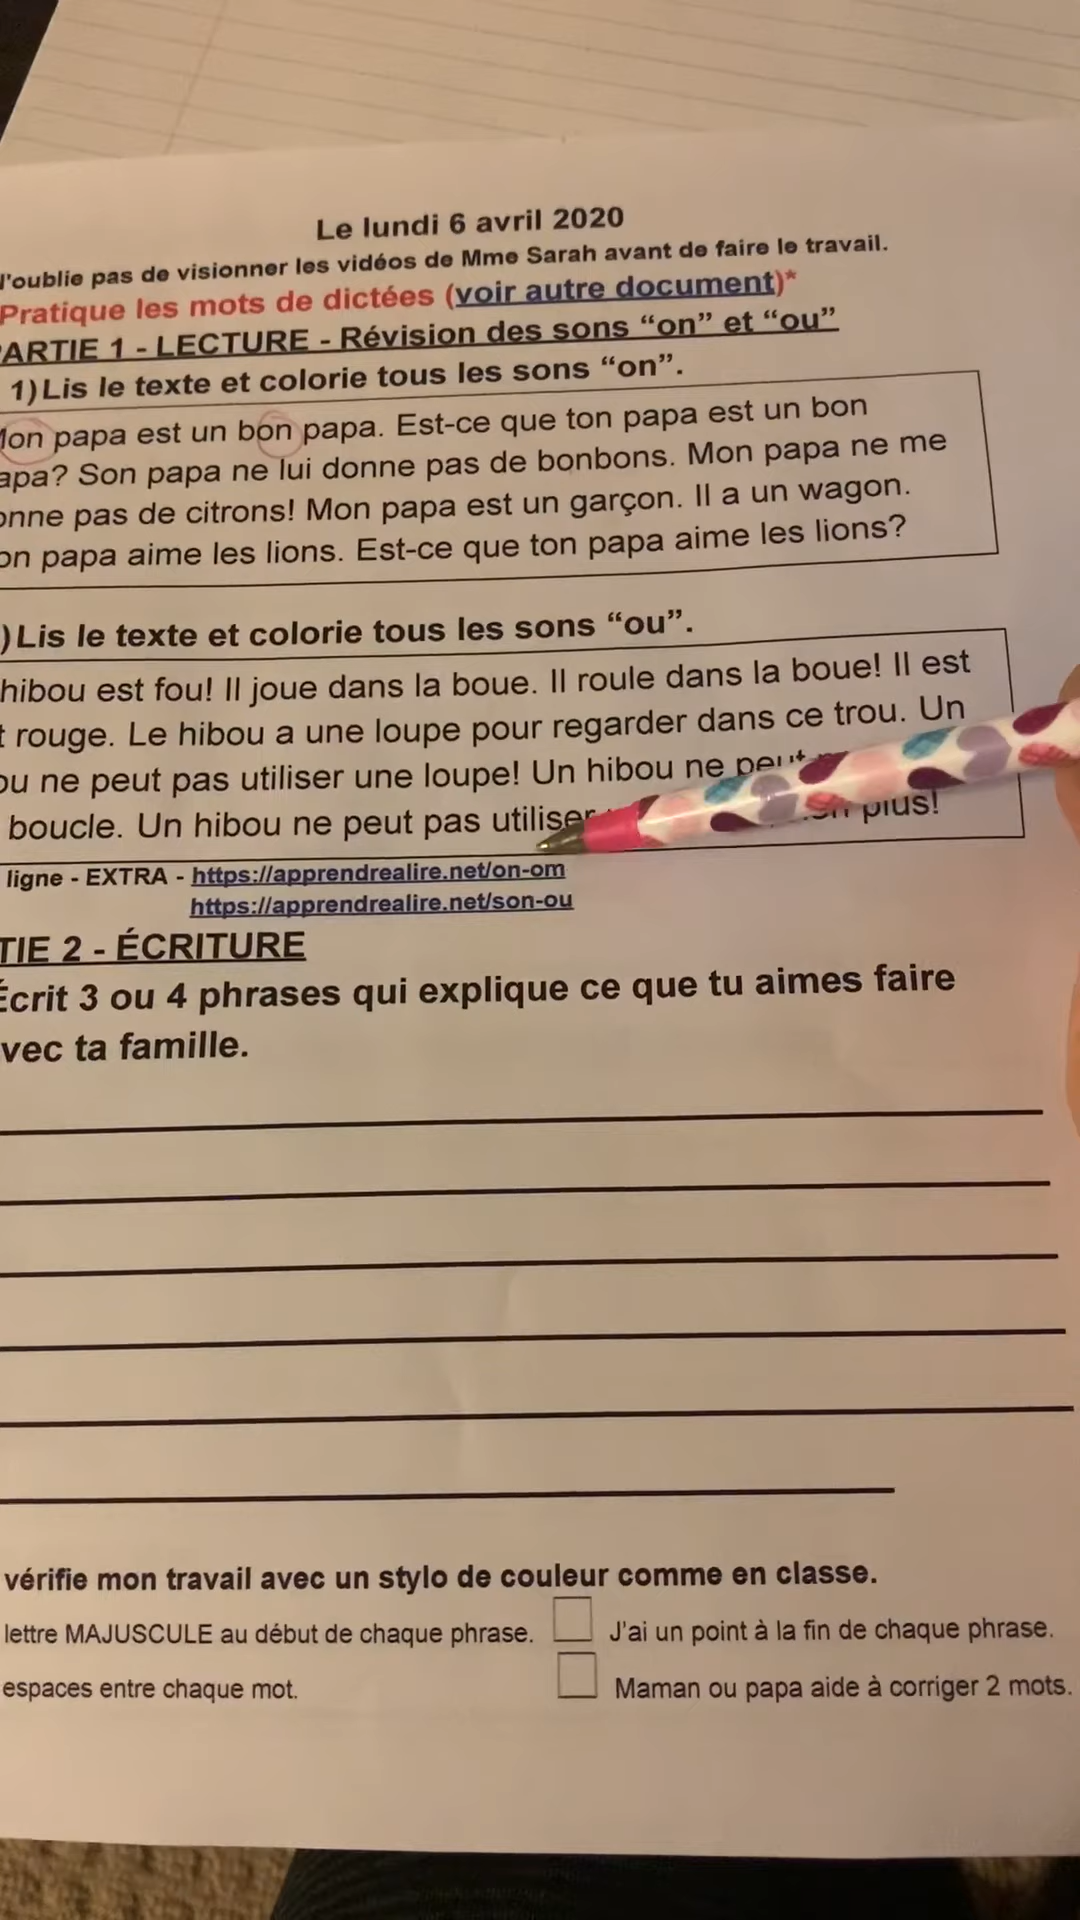 Le lundi 6 avril 2020
'oublie pas de visionner les vidéos de Mme Sarah avant de faire le travail.
Pratique les mots de dictées (voir autre document)*
ARTIE 1 - LECTURE - Révision des sons “on” et “ou”
1)Lis le texte et colorie tous les sons “on”.
on papa est un bon papa. Est-ce que ton papa est un bon
apa? Son papa ne lui donne pas de bonbons. Mon papa ne me
onne pas de citrons! Mon papa est un garçon. Il a un wagon.
on papa aime les lions. Est-ce que ton papa aime les lions?
)Lis le texte et colorie tous les sons “ou”.
hibou est fou! Il joue dans la boue. Il roule dans la boue! Il est
t rouge. Le hibou a une loupe pour regarder dans ce trou. Un
ou ne peut pas utiliser une loupe! Un hibou ne peut
boucle. Un hibou ne peut pas utiliser plus!
ligne - EXTRA - https://apprendrealire.net/on-om
https://apprendrealire.net/son-ou
TIE 2 - ÉCRITURE
Écrit 3 ou 4 phrases qui explique ce que tu aimes faire
vec ta famille.
vérifie mon travail avec un stylo de couleur comme en classe.
lettre MAJUSCULE au début de chaque phrase. J'ai un point à la fin de chaque phrase.
espaces entre chaque mot. Maman ou papa aide à corriger 2 mots.